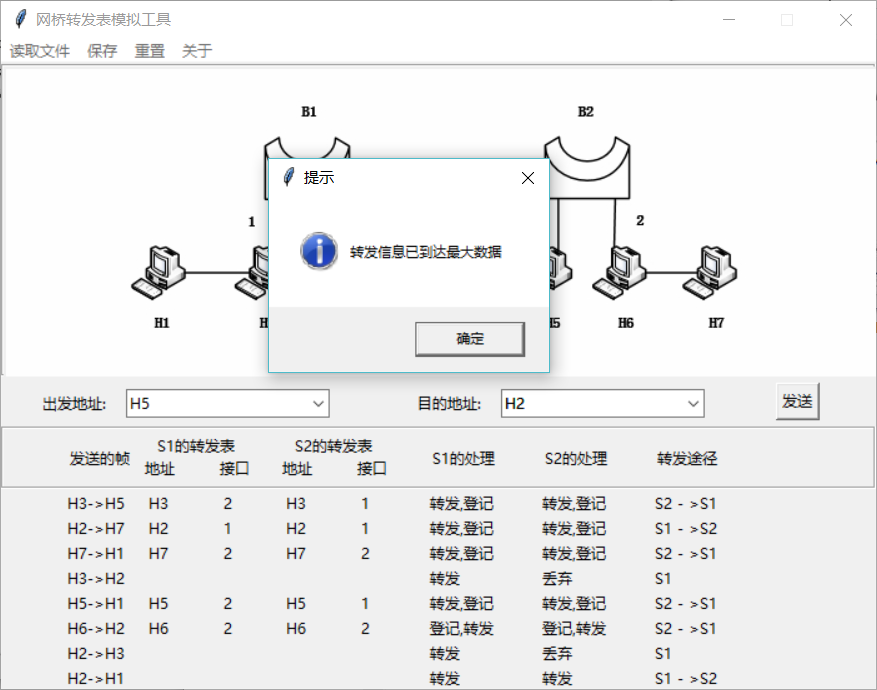 网桥转发表模拟工具
读取文件 保存 重置 关于
B1 B2
提示
1 2
转发信息已到达最大数据
H1 H H5 H6 H7
确定
出发地址: H5 目的地址: H2 发送
发送的帧 S1的转发表 S2的转发表 S1的处理 S2的处理 转发途径
地址 接口 地址 接口
H3->H5 H3 2 H3 1 转发,登记 转发,登记 S2 - >S1
H2->H7 H2 1 H2 1 转发,登记 转发,登记 S1 - >S2
H7->H1 H7 2 H7 2 转发,登记 转发,登记 S2 - >S1
H3->H2 转发 丢弃 S1
H5->H1 H5 2 H5 1 转发,登记 转发,登记 S2 - >S1
H6->H2 H6 2 H6 2 登记,转发 登记,转发 S2 - >S1
H2->H3 转发 丢弃 S1
H2->H1 转发 转发 S1 - >S2